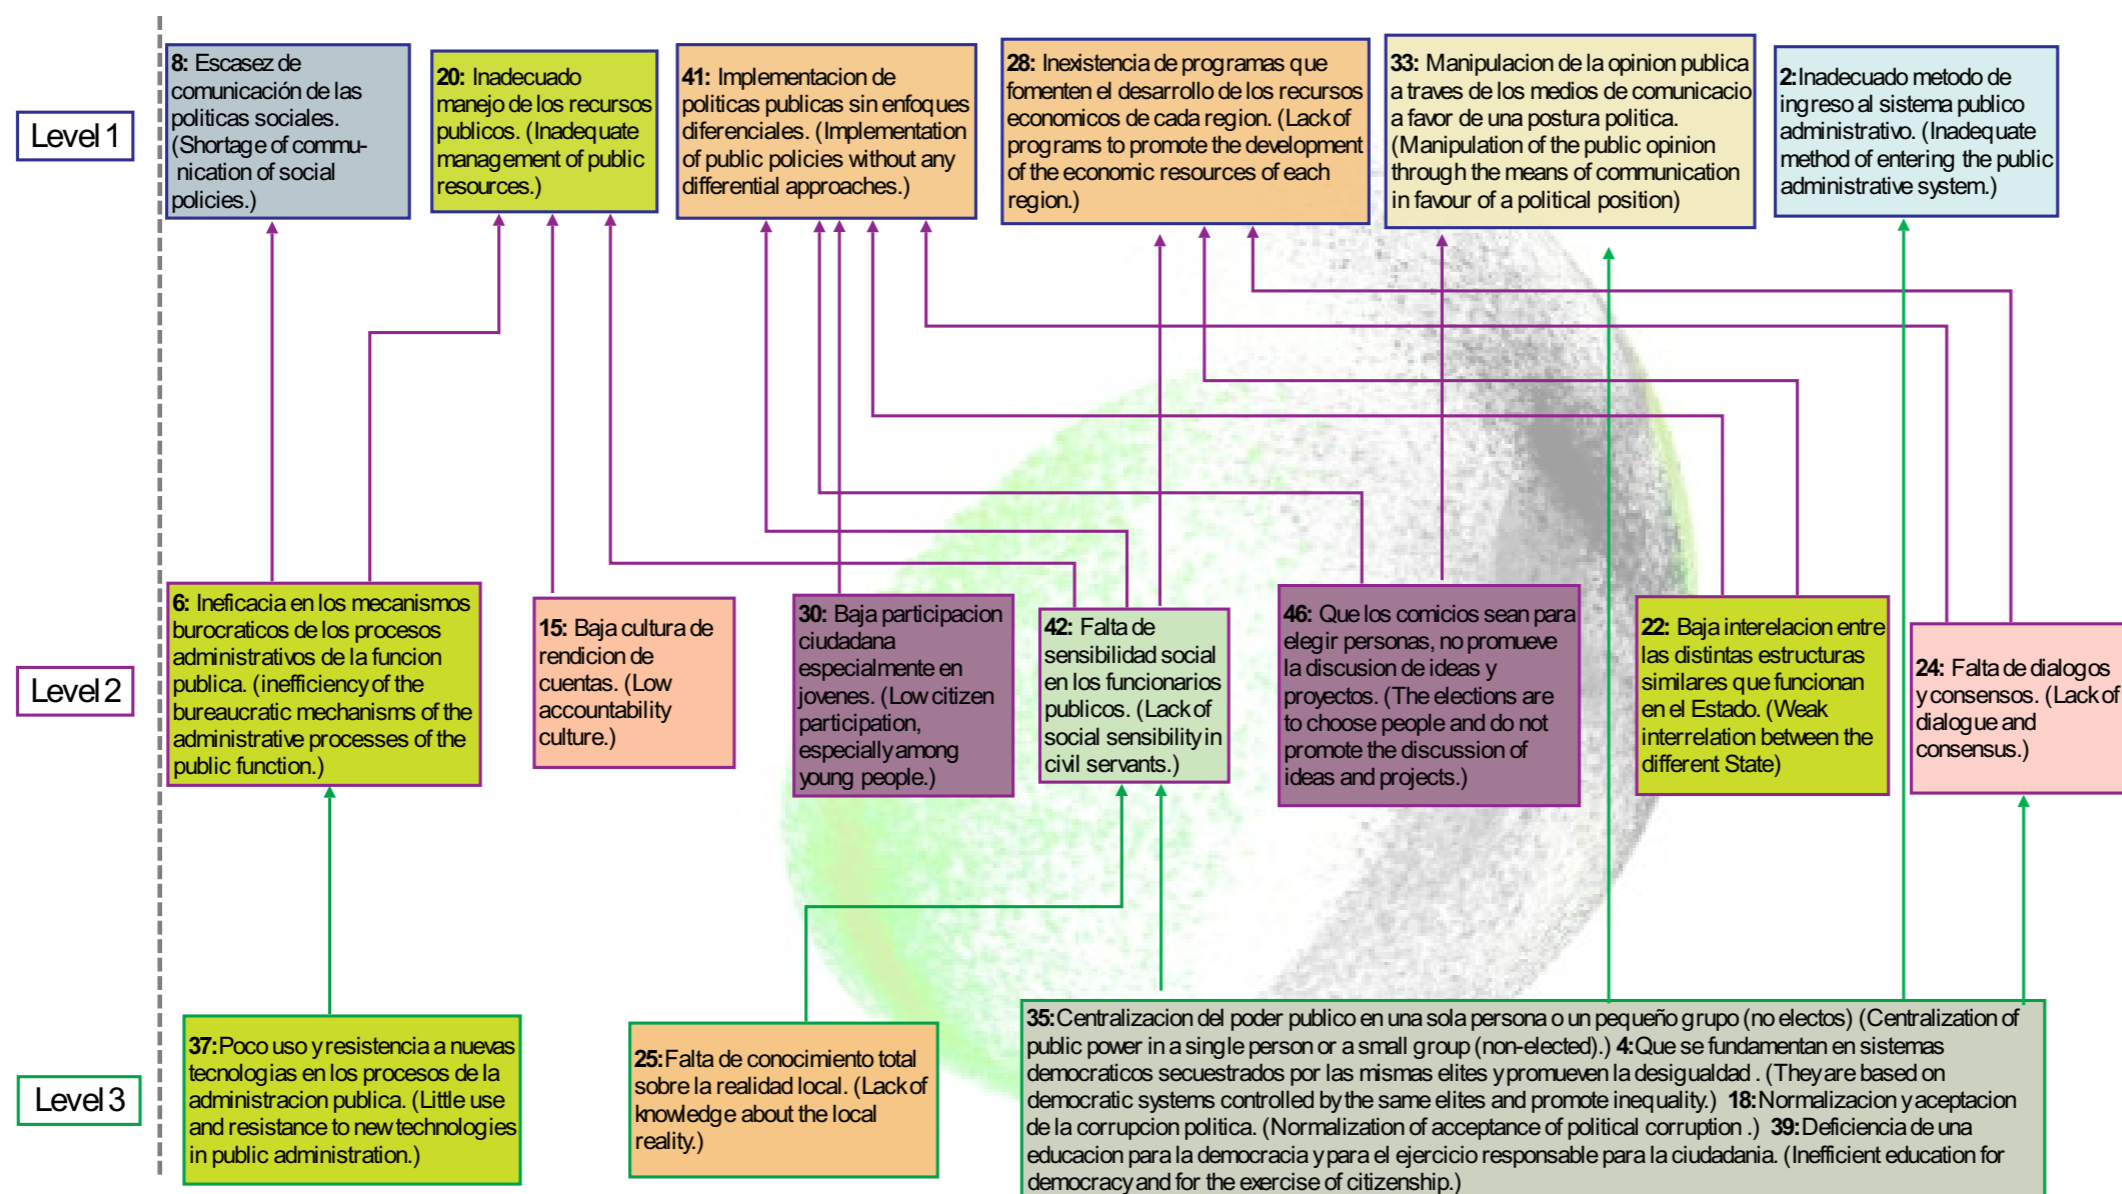 Level 1
8: Escasez de
comunicación de las
politicas sociales.
(Shortage of commu-
nication of social
policies.)
20: Inadecuado
manejo de los recursos
publicos. (Inadequate
management of public
resources.)
41: Implementacion de
politicas publicas sin enfoques
diferenciales. (Implementation
of public policies without any
differential approaches.)
28: Inexistencia de programas que
fomenten el desarrollo de los recursos
economicos de cada region. (Lack of
programs to promote the development
of the economic resources of each
region.)
33: Manipulacion de la opinion publica
a traves de los medios de comunicacio
a favor de una postura politica.
(Manipulation of the public opinion
through the means of communication
in favour of a political position)
2:Inadecuado metodo de
ingreso al sistema publico
administrativo. (Inadequate
method of entering the public
administrative system.)
Level 2
6: Ineficacia en los mecanismos
burocraticos de los procesos
administrativos de la funcion
publica. (inefficiency of the
bureaucratic mechanisms of the
administrative processes of the
public function.)
15: Baja cultura de
rendicion de
cuentas. (Low
accountability
culture.)
30: Baja participacion
ciudadana
especialmente en
jovenes. (Low citizen
participation,
especially among
young people.)
42: Falta de
sensibilidad social
en los funcionarios
publicos. (Lack of
social sensibility in
civil servants.)
46: Que los comicios sean para
elegir personas, no promueve
la discusion de ideas y
proyectos. (The elections are
to choose people and do not
promote the discussion of
ideas and projects.)
22: Baja interelacion entre
las distintas estructuras
similares que funcionan
en el Estado. (Weak
interrelation between the
different State)
24: Falta de dialogos
y consensos. (Lack of
dialogue and
consensus.)
Level 3
37:Poco uso y resistencia a nuevas
tecnologias en los procesos de la
administracion publica. (Little use
and resistance to new technologies
in public administration.)
25:Falta de conocimiento total
sobre la realidad local. (Lack of
knowledge about the local
reality.)
35:Centralizacion del poder publico en una sola persona o un pequeño grupo (no electos) (Centralization of
public power in a single person or a small group (non-elected).) 4:Que se fundamentan en sistemas
democraticos secuestrados por las mismas elites y promueven la desigualdad . (They are based on
democratic systems controlled by the same elites and promote inequality.) 18:Normalizacion y aceptacion
de la corrupcion politica. (Normalization of acceptance of political corruption .) 39:Deficiencia de una
educacion para la democracia y para el ejercicio responsable para la ciudadania. (Inefficient education for
democracy and for the exercise of citizenship.)